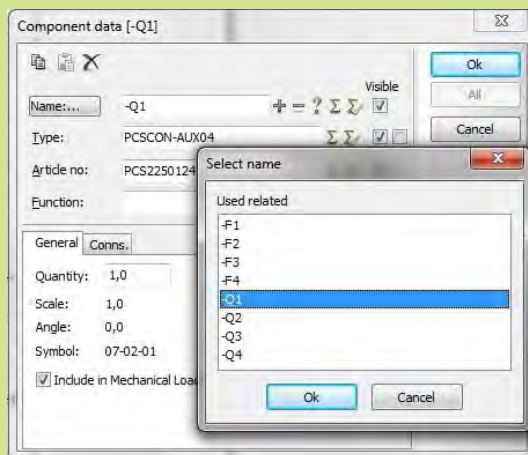 Component data [-Q1]
Visible
Name:... -Q1
Type: PCSCON-AUX04
Article no: PCS2250124
Function:
General Conns.
Quantity: 1,0
Scale: 1,0
Angle: 0,0
Symbol: 07-02-01
Include in Mechanical Load
Ok
All
Cancel
Select name
Used related
-F1
-F2
-F3
-F4
-Q1
-Q2
-Q3
-Q4
Ok Cancel